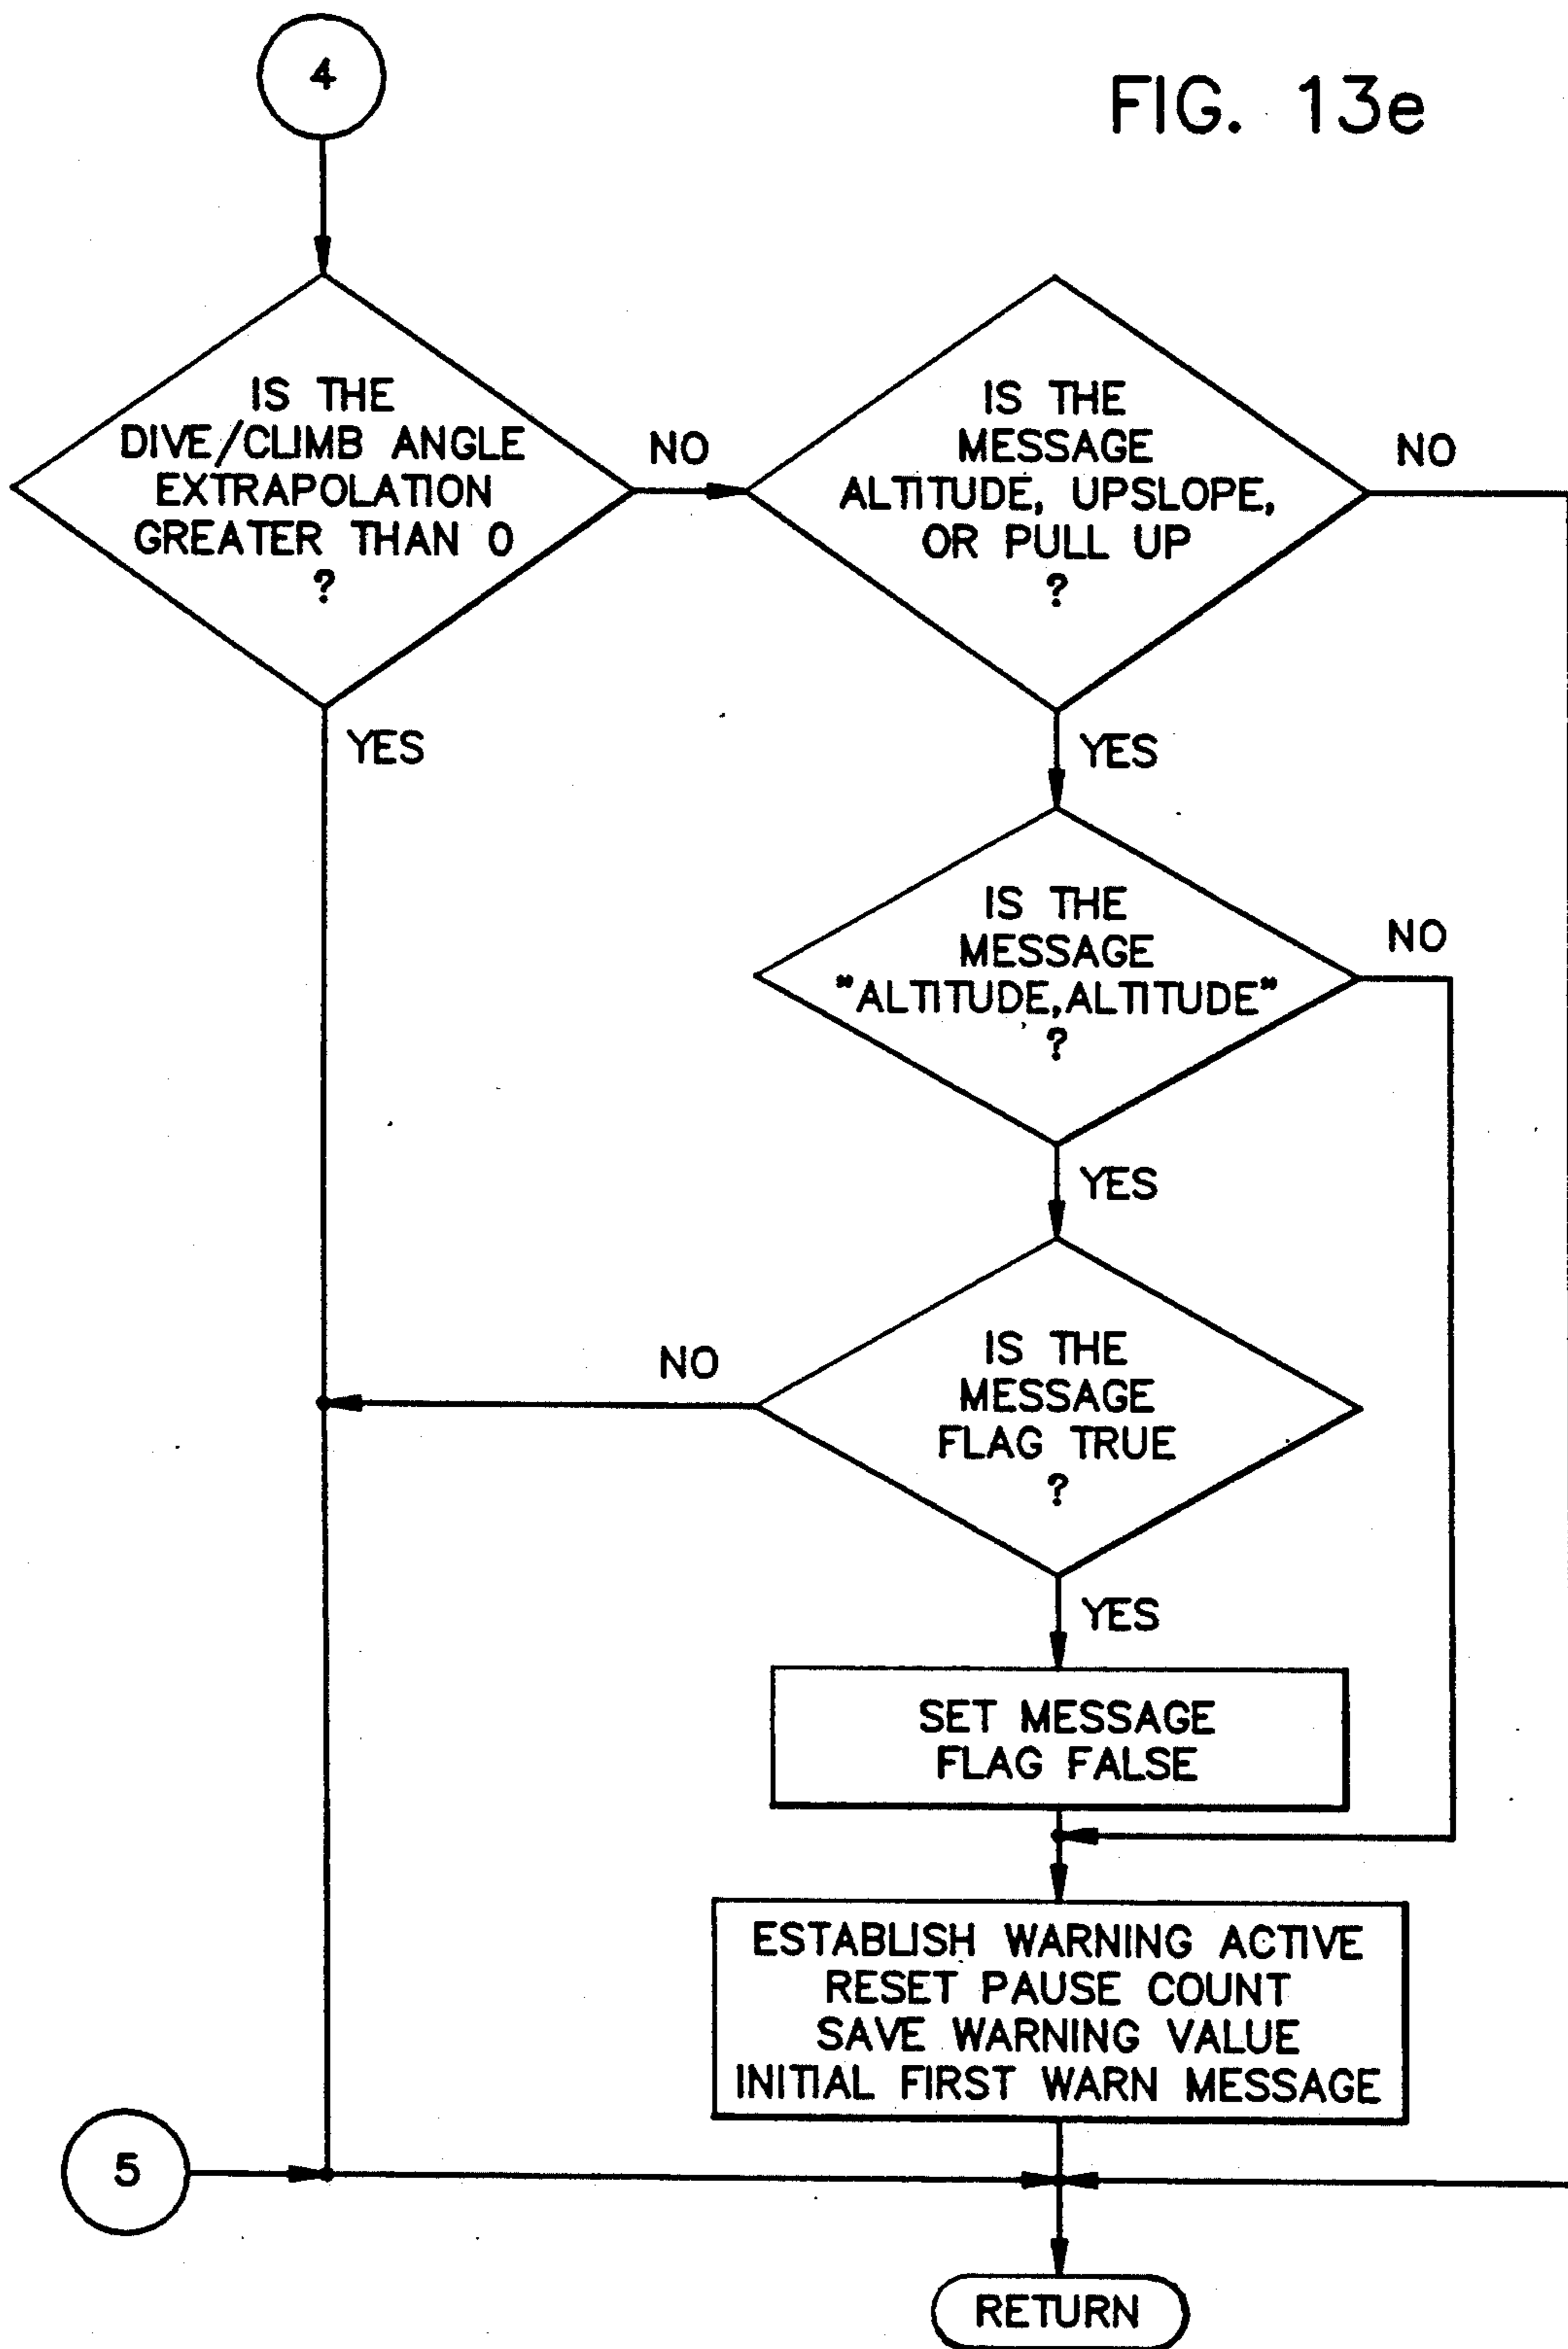 FIG. 13e
4
IS THE
DIVE/CLIMB ANGLE
EXTRAPOLATION
GREATER THAN 0
?
NO
YES
IS THE
MESSAGE
ALTITUDE, UPSLOPE,
OR PULL UP
?
NO
YES
IS THE
MESSAGE
"ALTITUDE,ALTITUDE"
?
NO
YES
IS THE
MESSAGE
FLAG TRUE
?
NO
YES
SET MESSAGE
FLAG FALSE
ESTABLISH WARNING ACTIVE
RESET PAUSE COUNT
SAVE WARNING VALUE
INITIAL FIRST WARN MESSAGE
5
RETURN